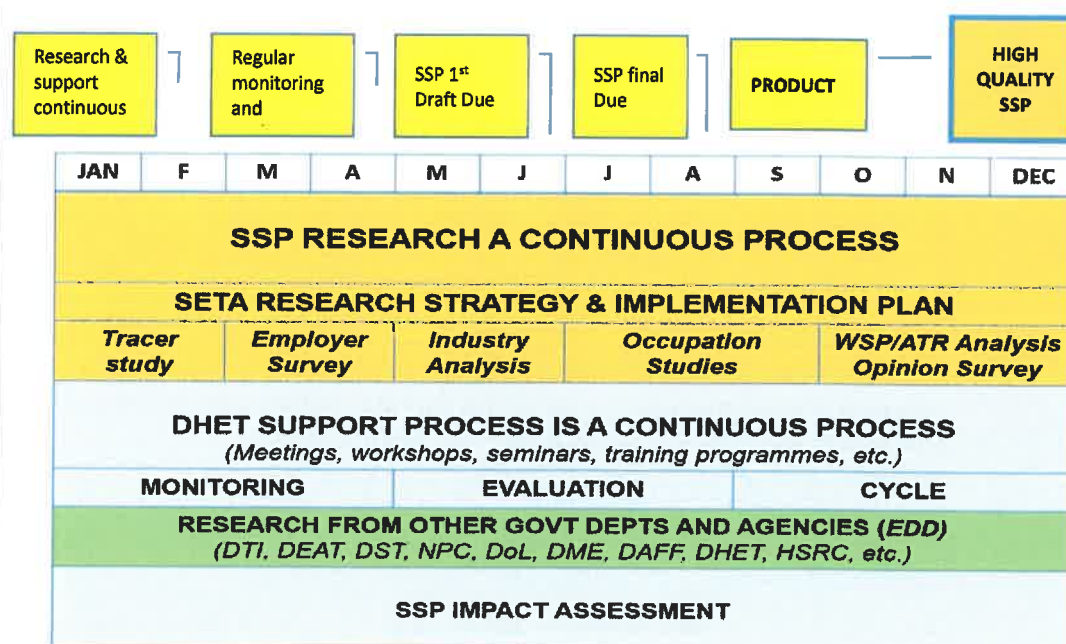 Research &
support
continuous
Regular
monitoring
and
SSP 1st
Draft Due
SSP final
Due
PRODUCT
HIGH
QUALITY
SSP
JAN F M A M J J A S O N DEC
SSP RESEARCH A CONTINUOUS PROCESS
SETA RESEARCH STRATEGY & IMPLEMENTATION PLAN
Tracer
study
Employer
Survey
Industry
Analysis
Occupation
Studies
WSP/ATR Analysis
Opinion Survey
DHET SUPPORT PROCESS IS A CONTINUOUS PROCESS
(Meetings, workshops, seminars, training programmes, etc.)
MONITORING EVALUATION CYCLE
RESEARCH FROM OTHER GOVT DEPTS AND AGENCIES (EDD)
(DTI, DEAT, DST, NPC, DoL, DME, DAFF, DHET, HSRC, etc.)
SSP IMPACT ASSESSMENT